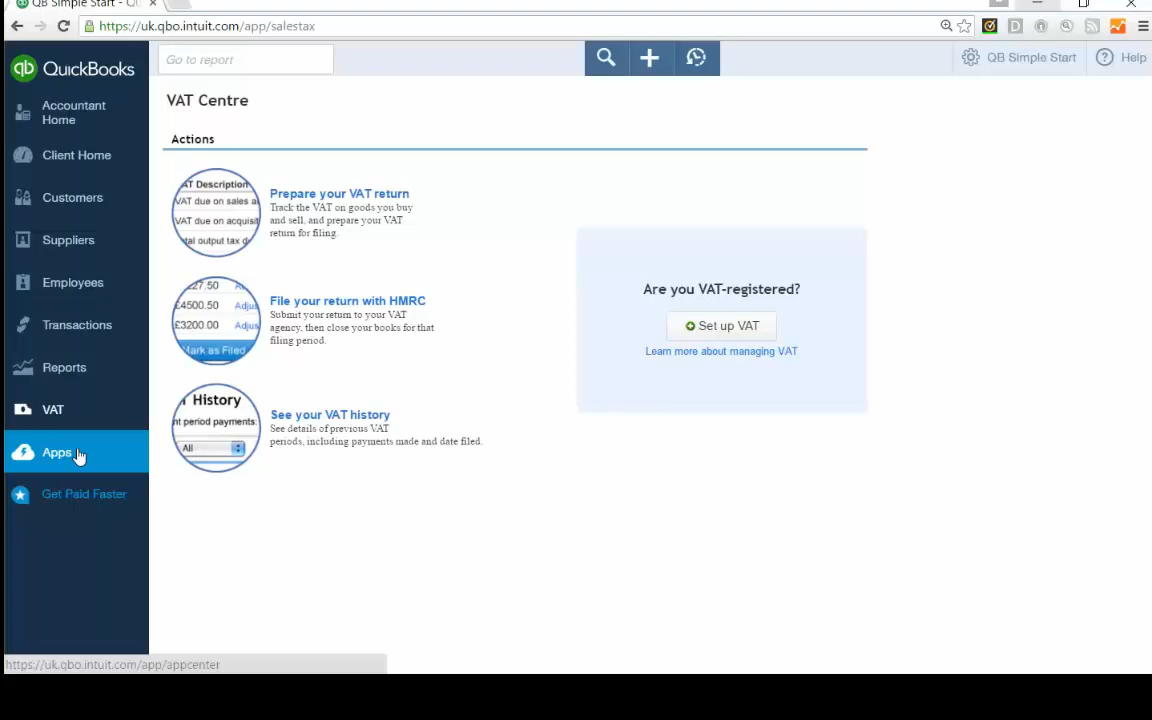 QB Simple Start - Q
https://uk.qbo.intuit.com/app/salestax
QuickBooks
Go to report
QB Simple Start
Help
Accountant
Home
Client Home
Customers
Suppliers
Employees
Transactions
Reports
VAT
Apps
Get Paid Faster
VAT Centre
Actions
AT Description
VAT due on sales a
VAT due on acquisit
tal output tax d
Prepare your VAT return
Track the VAT on goods you buy
and sell, and prepare your VAT
return for filing.
£27.50
£4500.50 Adjus
£3200.00 Adjus
Mark as Filed
File your return with HMRC
Submit your return to your VAT
agency, then close your books for that
filing period.
T History
nt period payments:
All
See your VAT history
See details of previous VAT
periods, including payments made and date filed.
Are you VAT-registered?
Set up VAT
Learn more about managing VAT
https://uk.qbo.intuit.com/app/appcenter